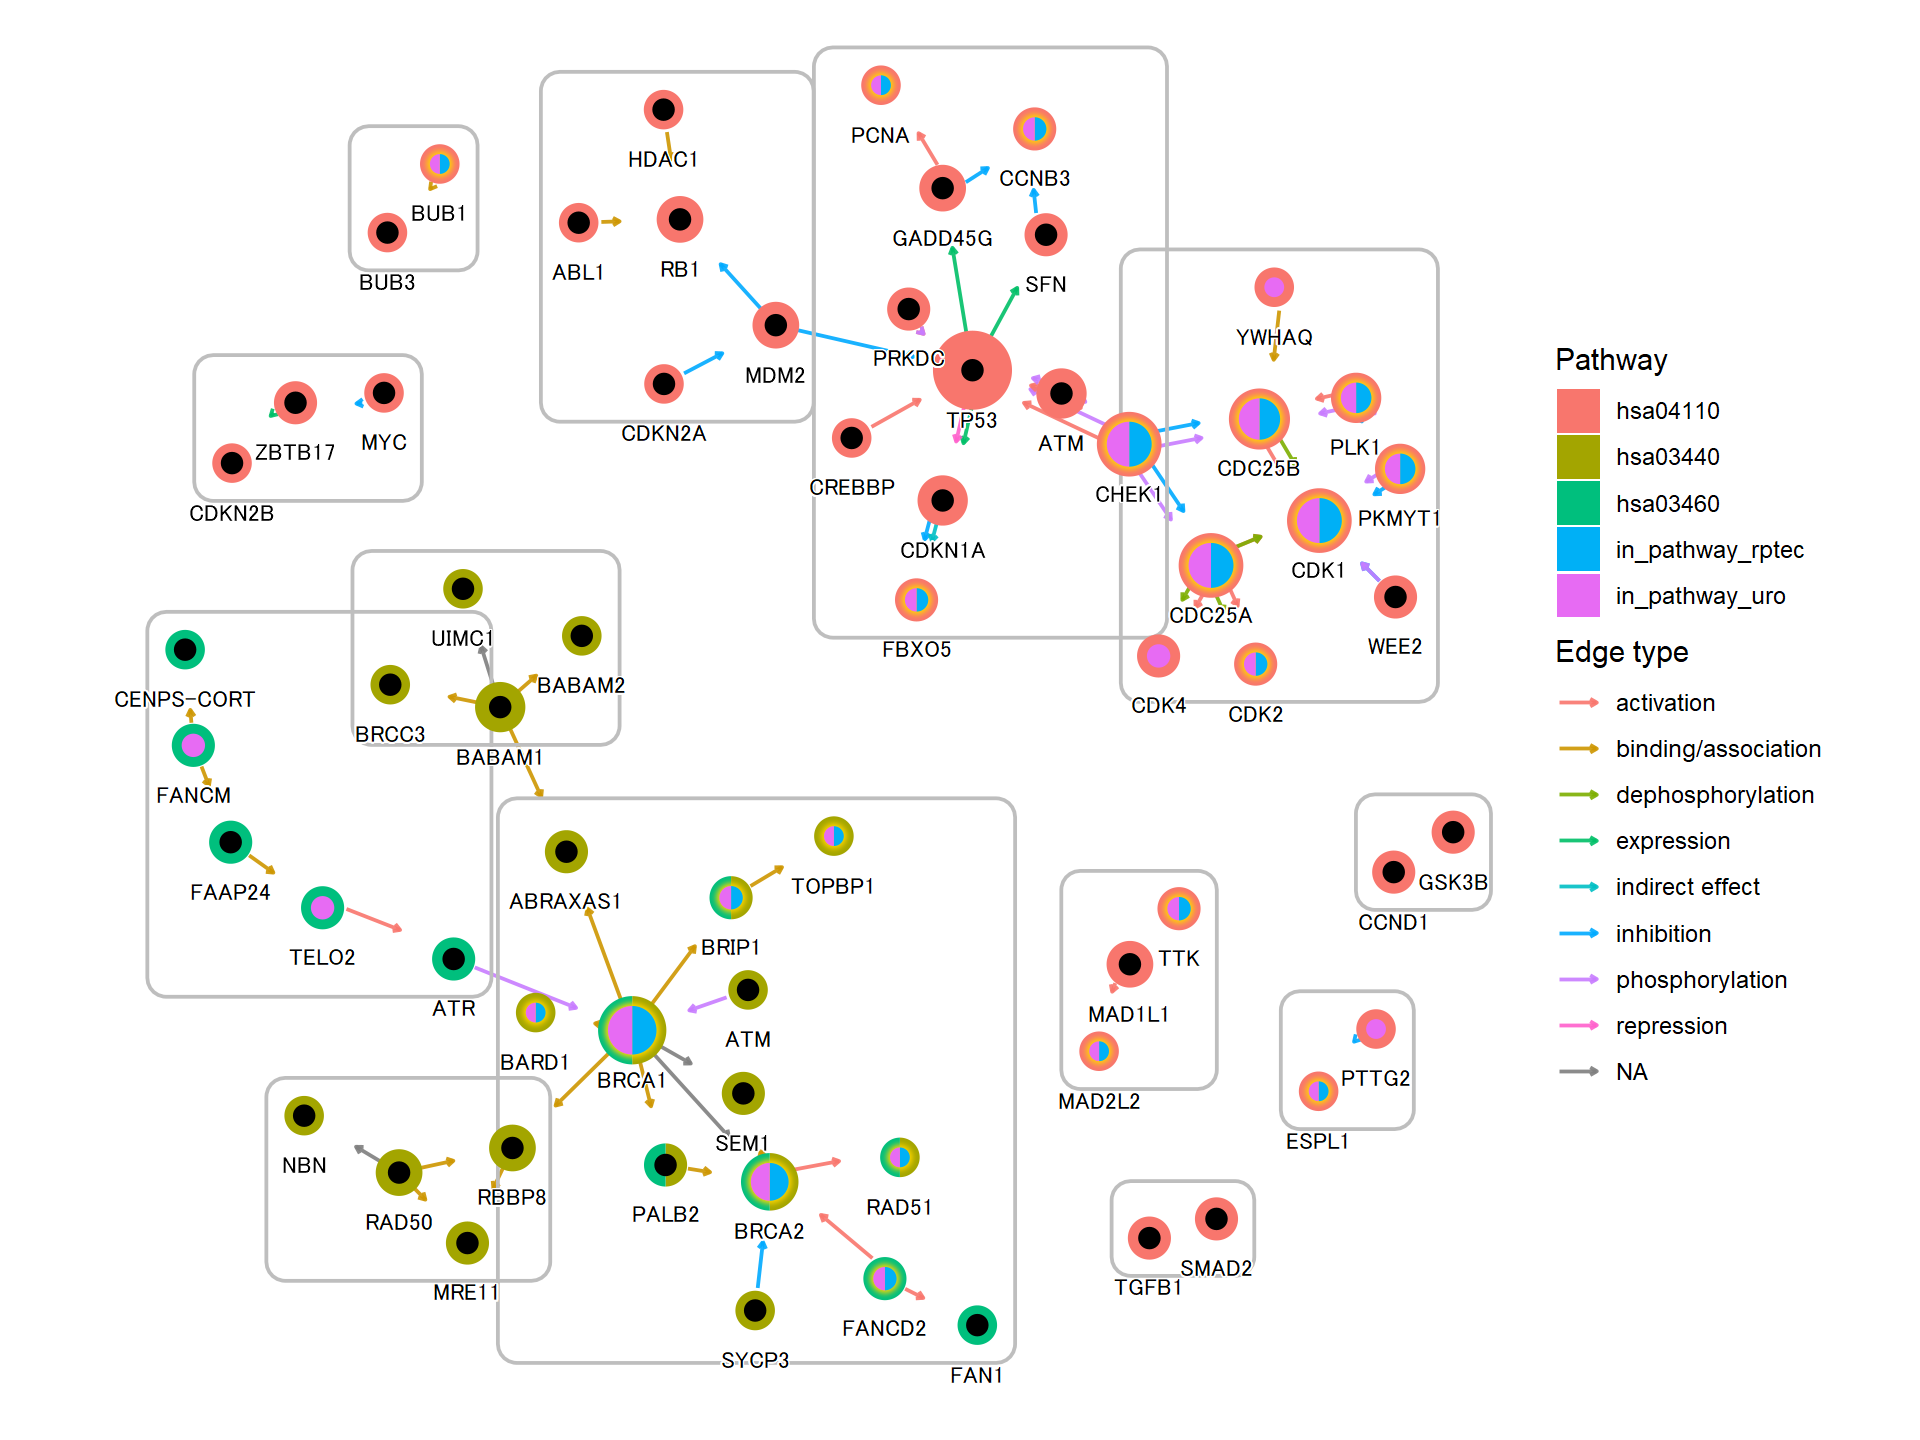 PCNA
HDAC1
CCNB3
BUB1
GADD45G
ABL1
RB1
BUB3
SFN
YWHAQ
MDM2
PRKDC
TP53
CDKN2A
ATM
PLK1
MYC
ZBTB17
CDC25B
CREBBP
CHEK1
CDKN2B
PKMYT1
CDKN1A
CDK1
CDC25A
UIMC1
FBXO5
WEE2
BABAM2
CENPS-CORT
CDK4
CDK2
BRCC3
BABAM1
FANCM
FAAP24
TOPBP1
ABRAXAS1
GSK3B
CCND1
BRIP1
TELO2
TTK
ATR
MAD1L1
ATM
BARD1
BRCA1
PTTG2
MAD2L2
SEM1
ESPL1
NBN
RBBP8
RAD51
PALB2
RAD50
BRCA2
SMAD2
TGFB1
MRE11
FANCD2
SYCP3
FAN1
Pathway
hsa04110
hsa03440
hsa03460
in_pathway_rptec
in_pathway_uro
Edge type
activation
binding/association
dephosphorylation
expression
indirect effect
inhibition
phosphorylation
repression
NA